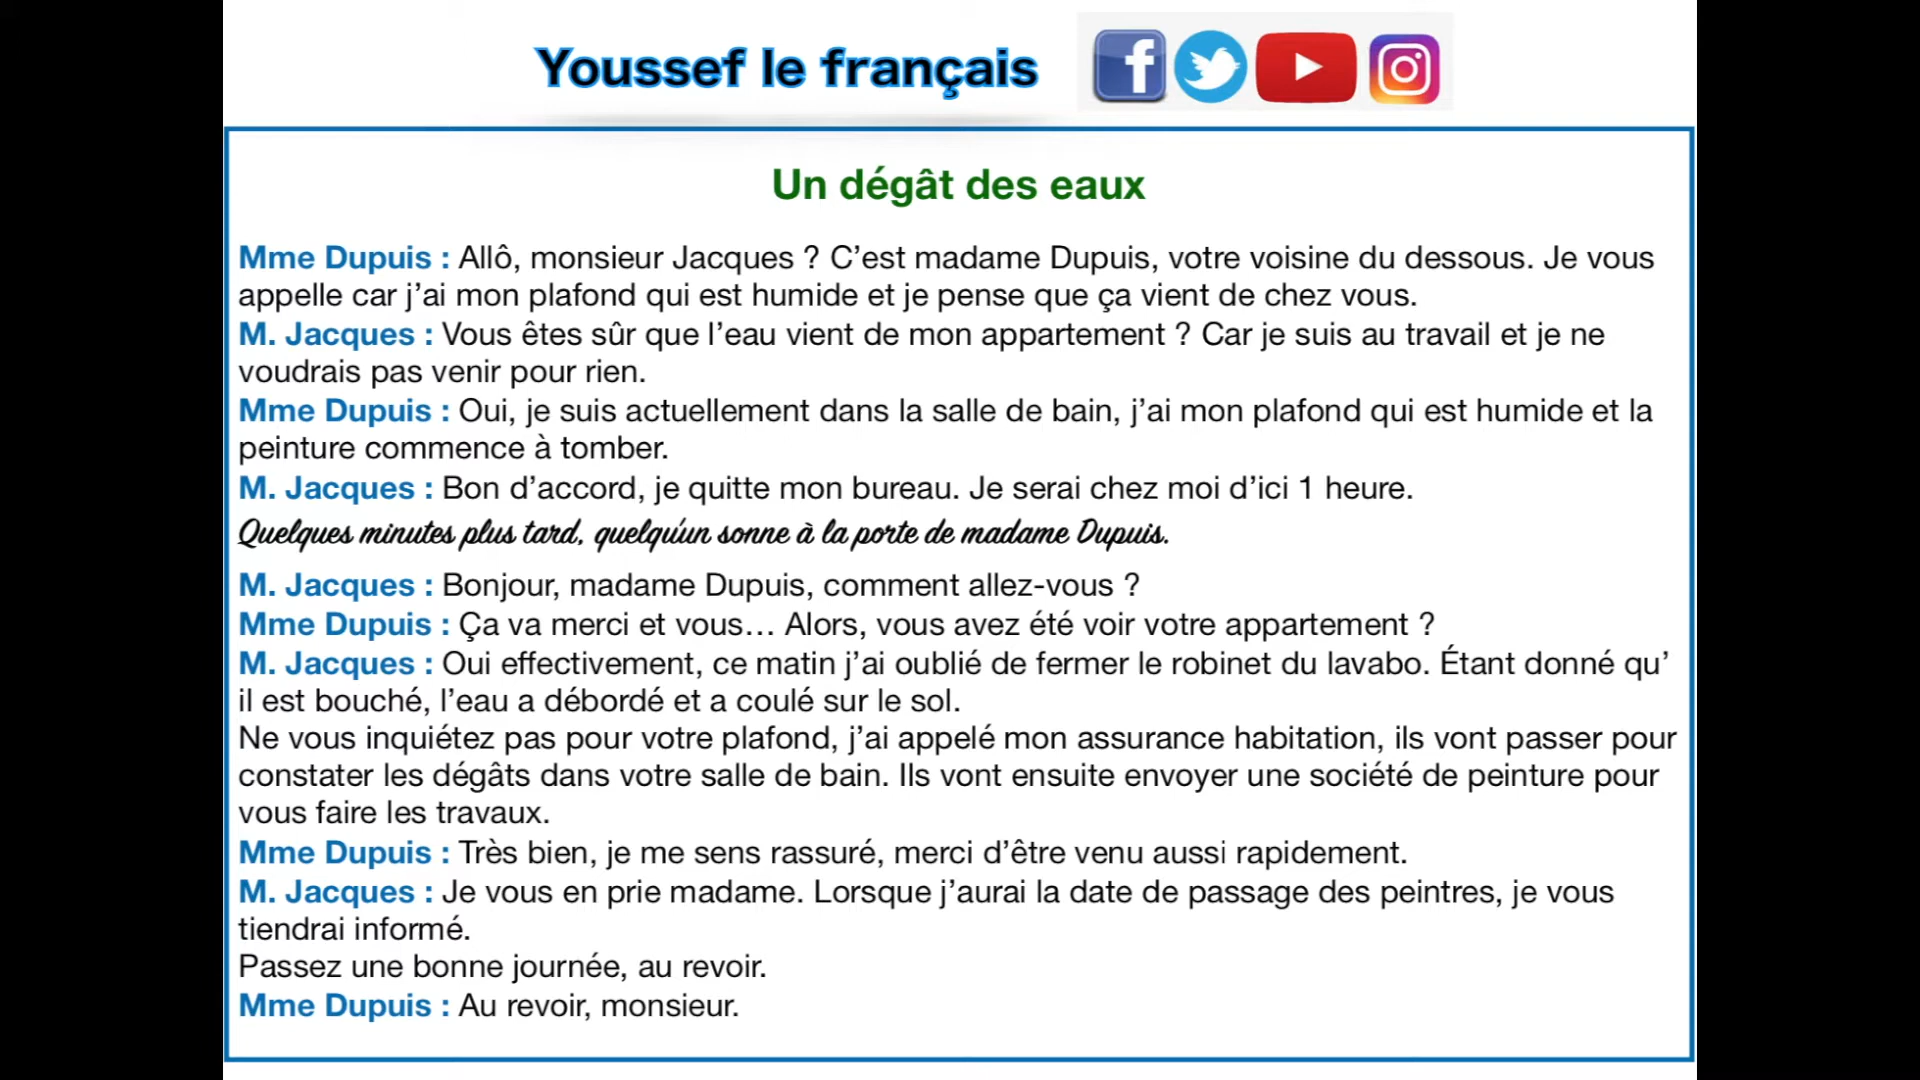 Youssef le français
Un dégât des eaux
Mme Dupuis : Allô, monsieur Jacques ? C’est madame Dupuis, votre voisine du dessous. Je vous
appelle car j’ai mon plafond qui est humide et je pense que ça vient de chez vous.
M. Jacques : Vous êtes sûr que l’eau vient de mon appartement ? Car je suis au travail et je ne
voudrais pas venir pour rien.
Mme Dupuis : Oui, je suis actuellement dans la salle de bain, j’ai mon plafond qui est humide et la
peinture commence à tomber.
M. Jacques : Bon d’accord, je quitte mon bureau. Je serai chez moi d’ici 1 heure.
Quelques minutes plus tard, quelqu’un sonne à la porte de madame Dupuis.
M. Jacques : Bonjour, madame Dupuis, comment allez-vous ?
Mme Dupuis : Ça va merci et vous… Alors, vous avez été voir votre appartement ?
M. Jacques : Oui effectivement, ce matin j’ai oublié de fermer le robinet du lavabo. Étant donné qu’
il est bouché, l’eau a débordé et a coulé sur le sol.
Ne vous inquiétez pas pour votre plafond, j’ai appelé mon assurance habitation, ils vont passer pour
constater les dégâts dans votre salle de bain. Ils vont ensuite envoyer une société de peinture pour
vous faire les travaux.
Mme Dupuis : Très bien, je me sens rassuré, merci d’être venu aussi rapidement.
M. Jacques : Je vous en prie madame. Lorsque j’aurai la date de passage des peintres, je vous
tiendrai informé.
Passez une bonne journée, au revoir.
Mme Dupuis : Au revoir, monsieur.